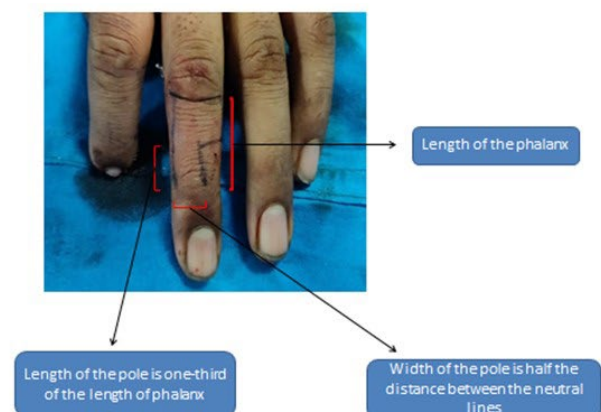 Length of the phalanx
Length of the pole is one-third
of the length of phalanx
Width of the pole is half the
distance between the neutral
lines